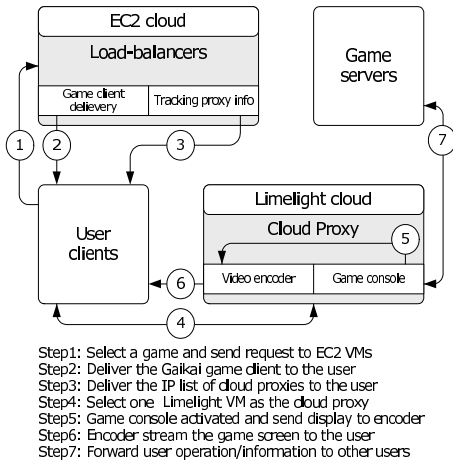 EC2 cloud
Load-balancers
Game client
delievery
Tracking proxy info
Game
servers
1
2
3
7
User
clients
Limelight cloud
Cloud Proxy
5
Video encoder
Game console
6
4
Step1: Select a game and send request to EC2 VMs
Step2: Deliver the Gaikai game client to the user
Step3: Deliver the IP list of cloud proxies to the user
Step4: Select one Limelight VM as the cloud proxy
Step5: Game console activated and send display to encoder
Step6: Encoder stream the game screen to the user
Step7: Forward user operation/information to other users